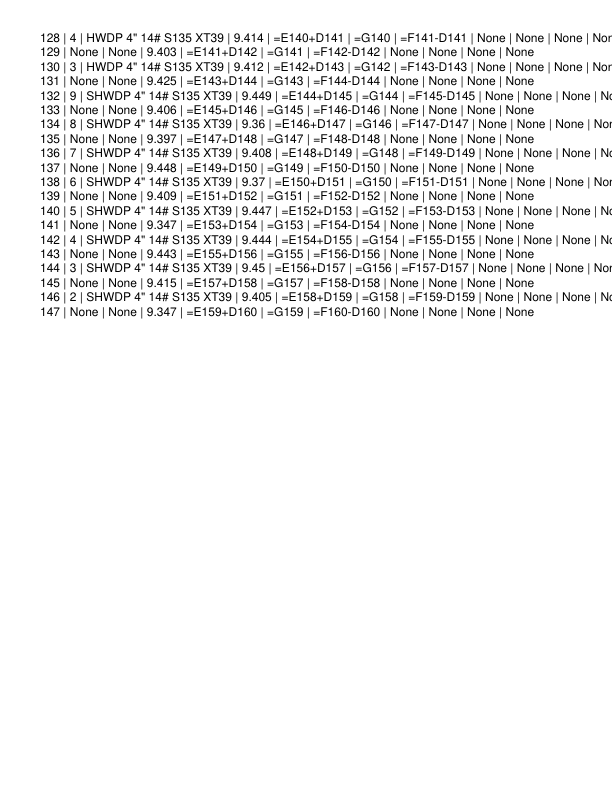 128 | 4 | HWDP 4" 14# S135 XT39 | 9.414 | =E140+D141 | =G140 | =F141-D141 | None | None | None | Non
129 | None | None | 9.403 | =E141+D142 | =G141 | =F142-D142 | None | None | None | None
130 | 3 | HWDP 4" 14# S135 XT39 | 9.412 | =E142+D143 | =G142 | =F143-D143 | None | None | None | Non
131 | None | None | 9.425 | =E143+D144 | =G143 | =F144-D144 | None | None | None | None
132 | 9 | SHWDP 4" 14# S135 XT39 | 9.449 | =E144+D145 | =G144 | =F145-D145 | None | None | None | No
133 | None | None | 9.406 | =E145+D146 | =G145 | =F146-D146 | None | None | None | None
134 | 8 | SHWDP 4" 14# S135 XT39 | 9.36 | =E146+D147 | =G146 | =F147-D147 | None | None | None | Non
135 | None | None | 9.397 | =E147+D148 | =G147 | =F148-D148 | None | None | None | None
136 | 7 | SHWDP 4" 14# S135 XT39 | 9.408 | =E148+D149 | =G148 | =F149-D149 | None | None | None | No
137 | None | None | 9.448 | =E149+D150 | =G149 | =F150-D150 | None | None | None | None
138 | 6 | SHWDP 4" 14# S135 XT39 | 9.37 | =E150+D151 | =G150 | =F151-D151 | None | None | None | Non
139 | None | None | 9.409 | =E151+D152 | =G151 | =F152-D152 | None | None | None | None
140 | 5 | SHWDP 4" 14# S135 XT39 | 9.447 | =E152+D153 | =G152 | =F153-D153 | None | None | None | No
141 | None | None | 9.347 | =E153+D154 | =G153 | =F154-D154 | None | None | None | None
142 | 4 | SHWDP 4" 14# S135 XT39 | 9.444 | =E154+D155 | =G154 | =F155-D155 | None | None | None | No
143 | None | None | 9.443 | =E155+D156 | =G155 | =F156-D156 | None | None | None | None
144 | 3 | SHWDP 4" 14# S135 XT39 | 9.45 | =E156+D157 | =G156 | =F157-D157 | None | None | None | Non
145 | None | None | 9.415 | =E157+D158 | =G157 | =F158-D158 | None | None | None | None
146 | 2 | SHWDP 4" 14# S135 XT39 | 9.405 | =E158+D159 | =G158 | =F159-D159 | None | None | None | No
147 | None | None | 9.347 | =E159+D160 | =G159 | =F160-D160 | None | None | None | None